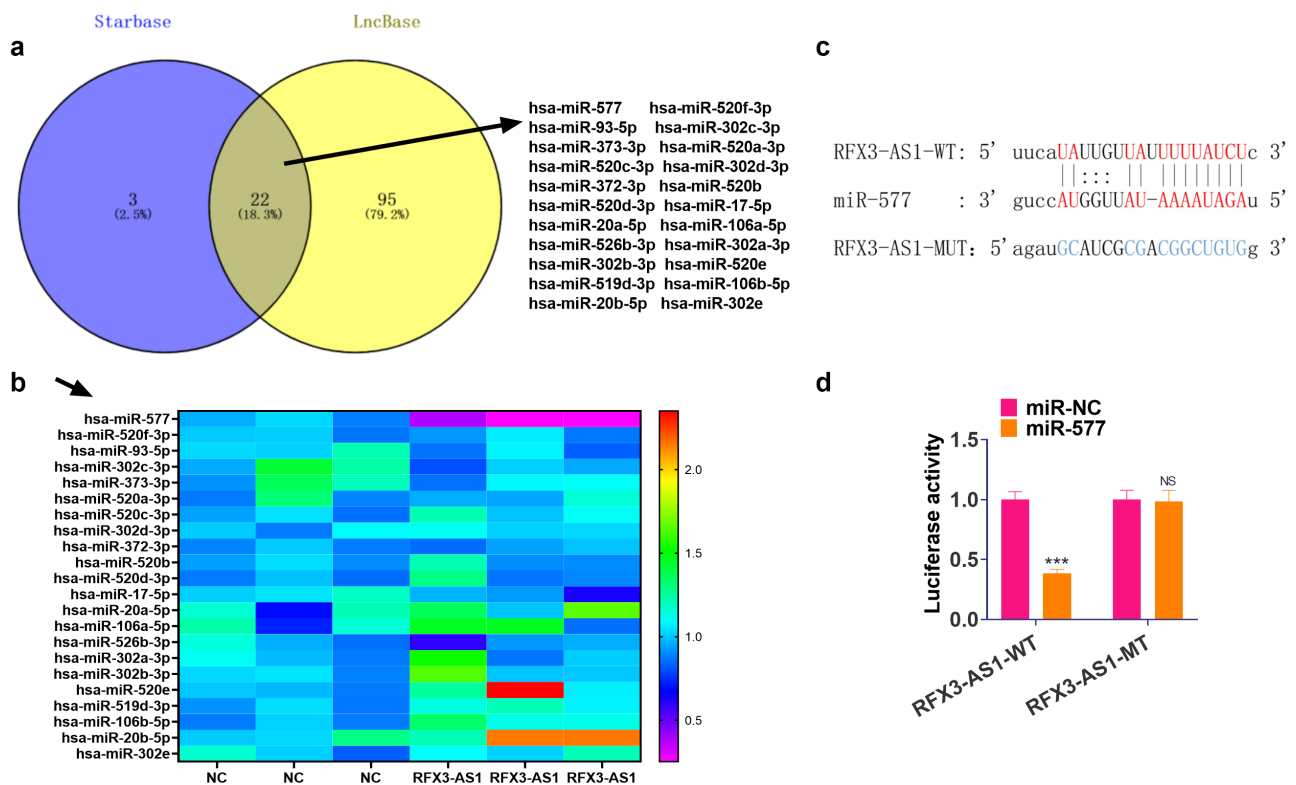 Starbase LncBase
a
3
(2.5%)
22
(18.3%)
95
(79.2%)
hsa-miR-577 hsa-miR-520f-3p
hsa-miR-93-5p hsa-miR-302c-3p
hsa-miR-373-3p hsa-miR-520a-3p
hsa-miR-520c-3p hsa-miR-302d-3p
hsa-miR-372-3p hsa-miR-520b
hsa-miR-520d-3p hsa-miR-17-5p
hsa-miR-20a-5p hsa-miR-106a-5p
hsa-miR-526b-3p hsa-miR-302a-3p
hsa-miR-302b-3p hsa-miR-520e
hsa-miR-519d-3p hsa-miR-106b-5p
hsa-miR-20b-5p hsa-miR-302e
c
RFX3-AS1-WT: 5' uucaUAUUGUUAUUUUUAUCUc 3'
miR-577 : 3' guccAUGGUUAU-AAAAUAGAu 5'
RFX3-AS1-MUT: 5' agauGCAUCGCGACGGCUGUGg 3'
b
hsa-miR-577
hsa-miR-520f-3p
hsa-miR-93-5p
hsa-miR-302c-3p
hsa-miR-373-3p
hsa-miR-520a-3p
hsa-miR-520c-3p
hsa-miR-302d-3p
hsa-miR-372-3p
hsa-miR-520b
hsa-miR-520d-3p
hsa-miR-17-5p
hsa-miR-20a-5p
hsa-miR-106a-5p
hsa-miR-526b-3p
hsa-miR-302a-3p
hsa-miR-302b-3p
hsa-miR-520e
hsa-miR-519d-3p
hsa-miR-106b-5p
hsa-miR-20b-5p
hsa-miR-302e
NC NC NC RFX3-AS1 RFX3-AS1 RFX3-AS1
2.0
1.5
1.0
0.5
d
miR-NC
miR-577
Luciferase activity
1.5
1.0
0.5
0.0
***
NS
RFX3-AS1-WT
RFX3-AS1-MT